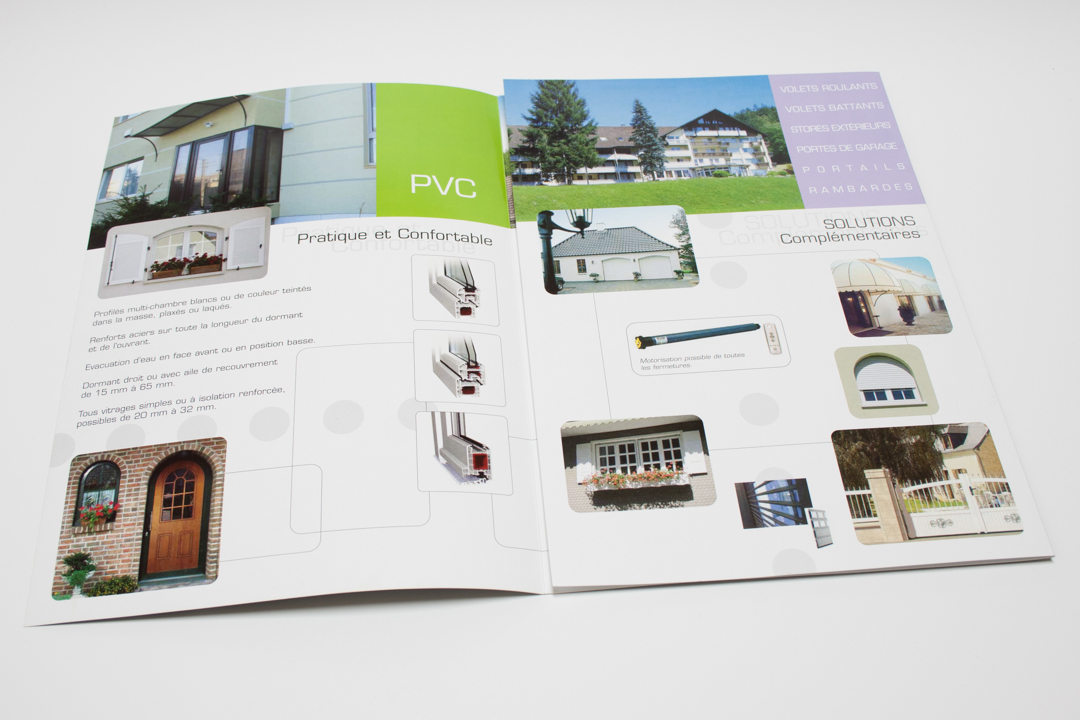 PVC
Pratique et Confortable
Profilés multi-chambre blancs ou de couleur teintés
dans la masse, plaxés ou laqués.
Renforts aciers sur toute la longueur du dormant
et de l'ouvrant.
Evacuation d'eau en face avant ou en position basse.
Dormant droit ou avec aile de recouvrement
de 15 mm à 65 mm.
Tous vitrages simples ou à isolation renforcée,
possibles de 20 mm à 32 mm.
VOLETS ROULANTS
VOLETS BATTANTS
STORES EXTÉRIEURS
PORTES DE GARAGE
PORTAILS
RAMBARDES
SOLUTIONS
Complémentaires
Motorisation possible de toutes
les fermetures.